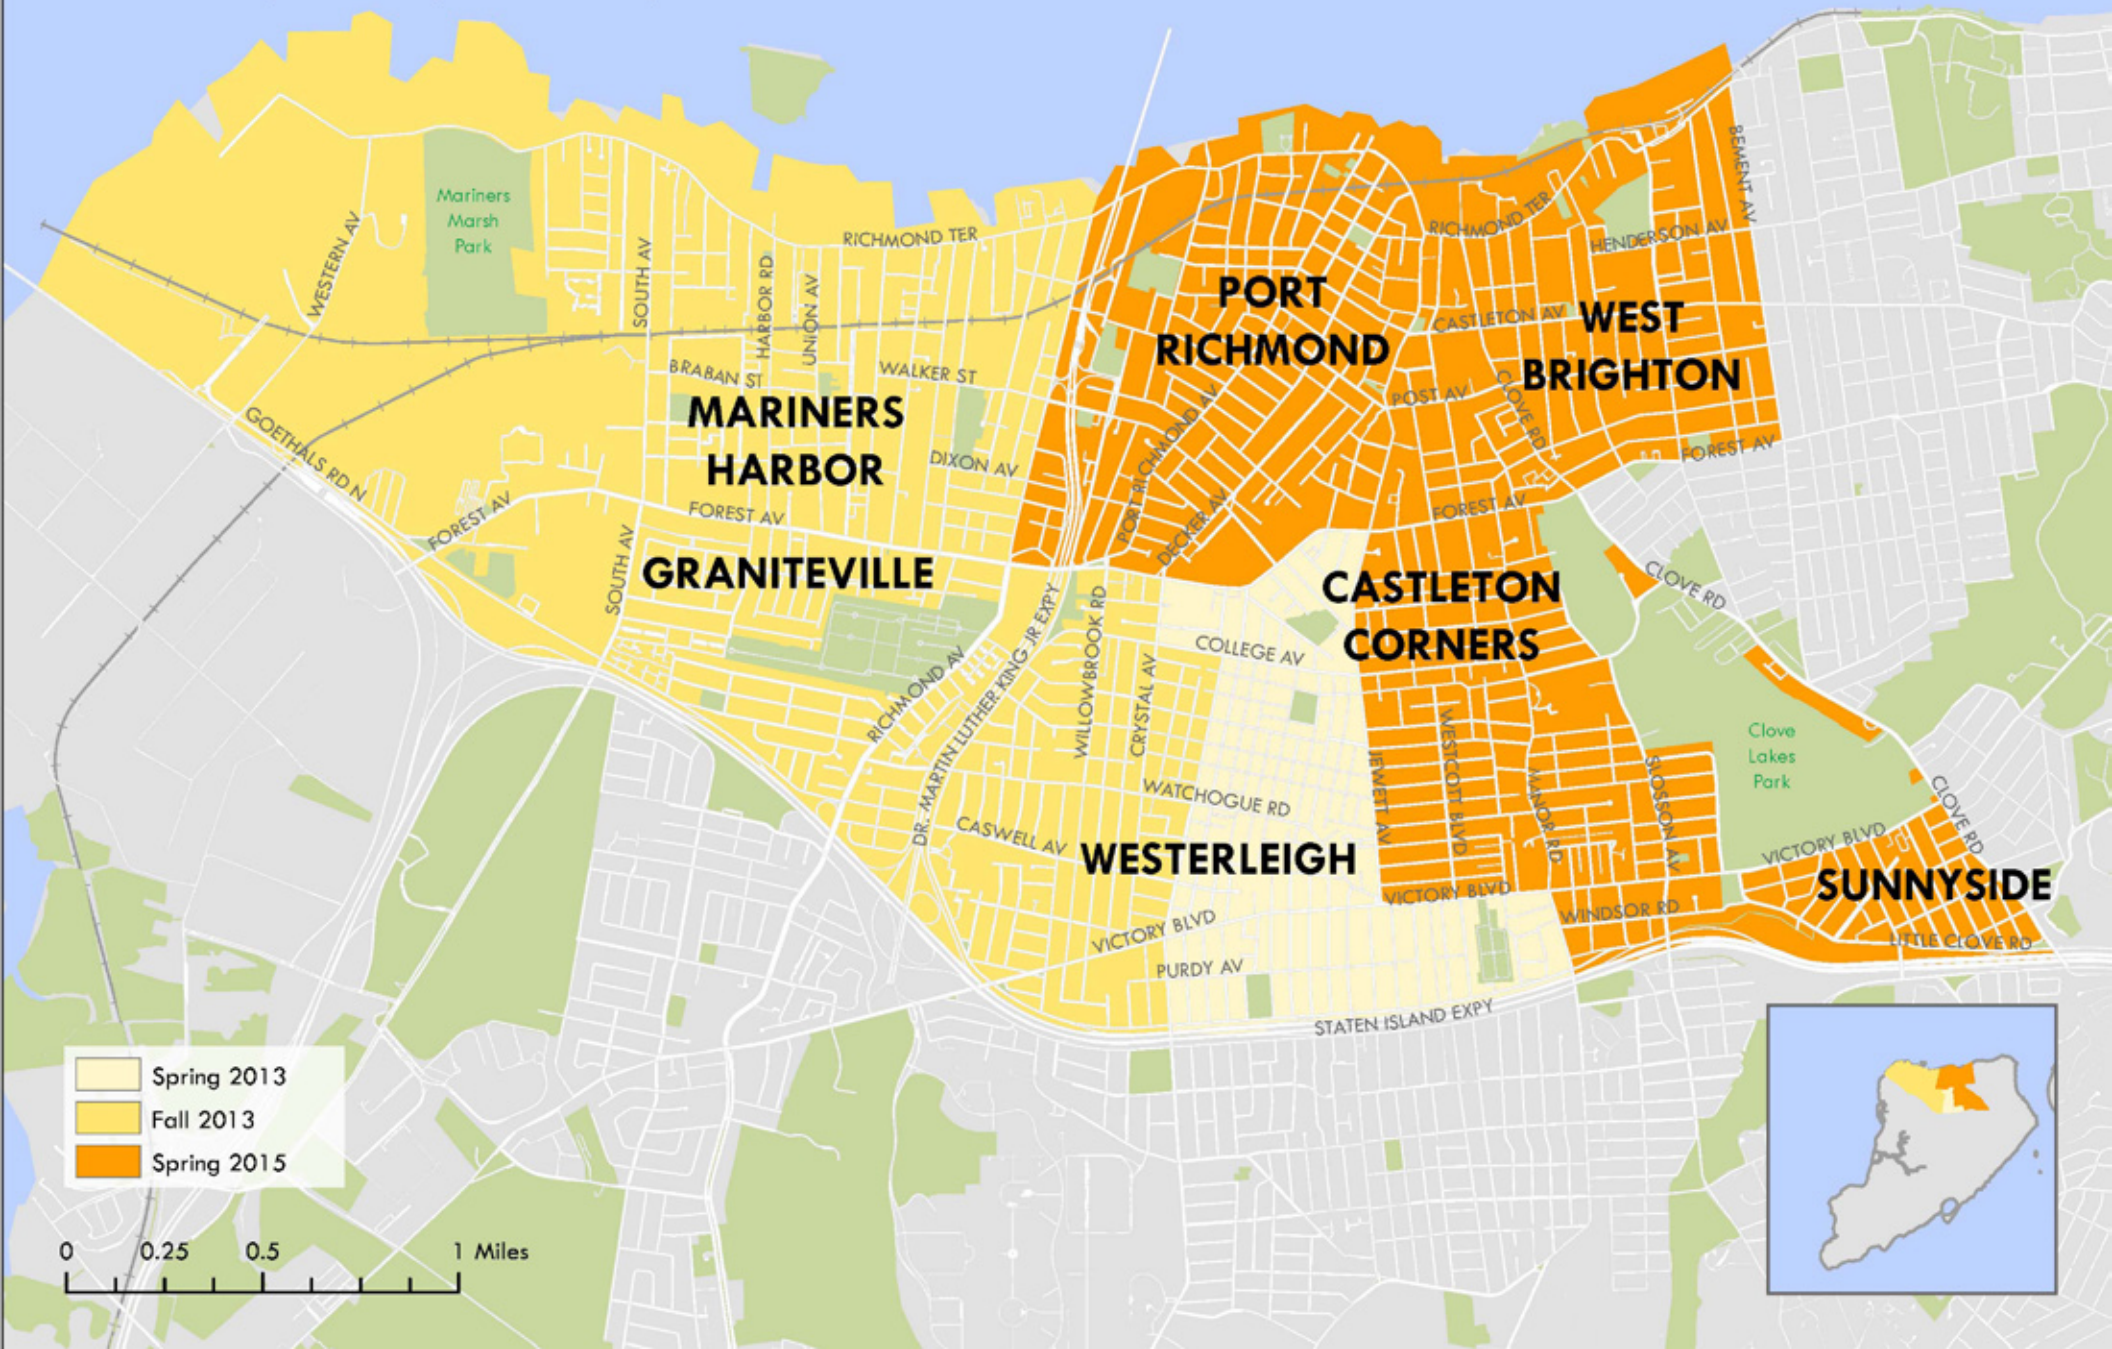 BEMENT AV
Mariners
Marsh
Park
WESTERN AV
SOUTH AV
HARBOR RD
UNION AV
RICHMOND TER
RICHMOND TER
HENDERSON AV
PORT
RICHMOND
CASTLETON AV
WEST
BRIGHTON
BRABAN ST
WALKER ST
POST AV
CLOVE RD
MARINERS
HARBOR
DIXON AV
PORT RICHMOND AV
DECKER AV
FOREST AV
GOETHALS RD N
FOREST AV
FOREST AV
FOREST AV
SOUTH AV
GRANITEVILLE
CASTLETON
CORNERS
CLOVE RD
RICHMOND AV
DR. MARTIN LUTHER KING JR EXPY
WILLOWBROOK RD
CRYSTAL AV
COLLEGE AV
WATCHOGUE RD
JEWETT AV
WESTCOTT BLVD
MANOR RD
SLOSSON AV
Clove
Lakes
Park
CLOVE RD
CASWELL AV
WESTERLEIGH
VICTORY BLVD
SUNNYSIDE
VICTORY BLVD
VICTORY BLVD
WINDSOR RD
LITTLE CLOVE RD
PURDY AV
STATEN ISLAND EXPY
Spring 2013
Fall 2013
Spring 2015
0 0.25 0.5 1 Miles